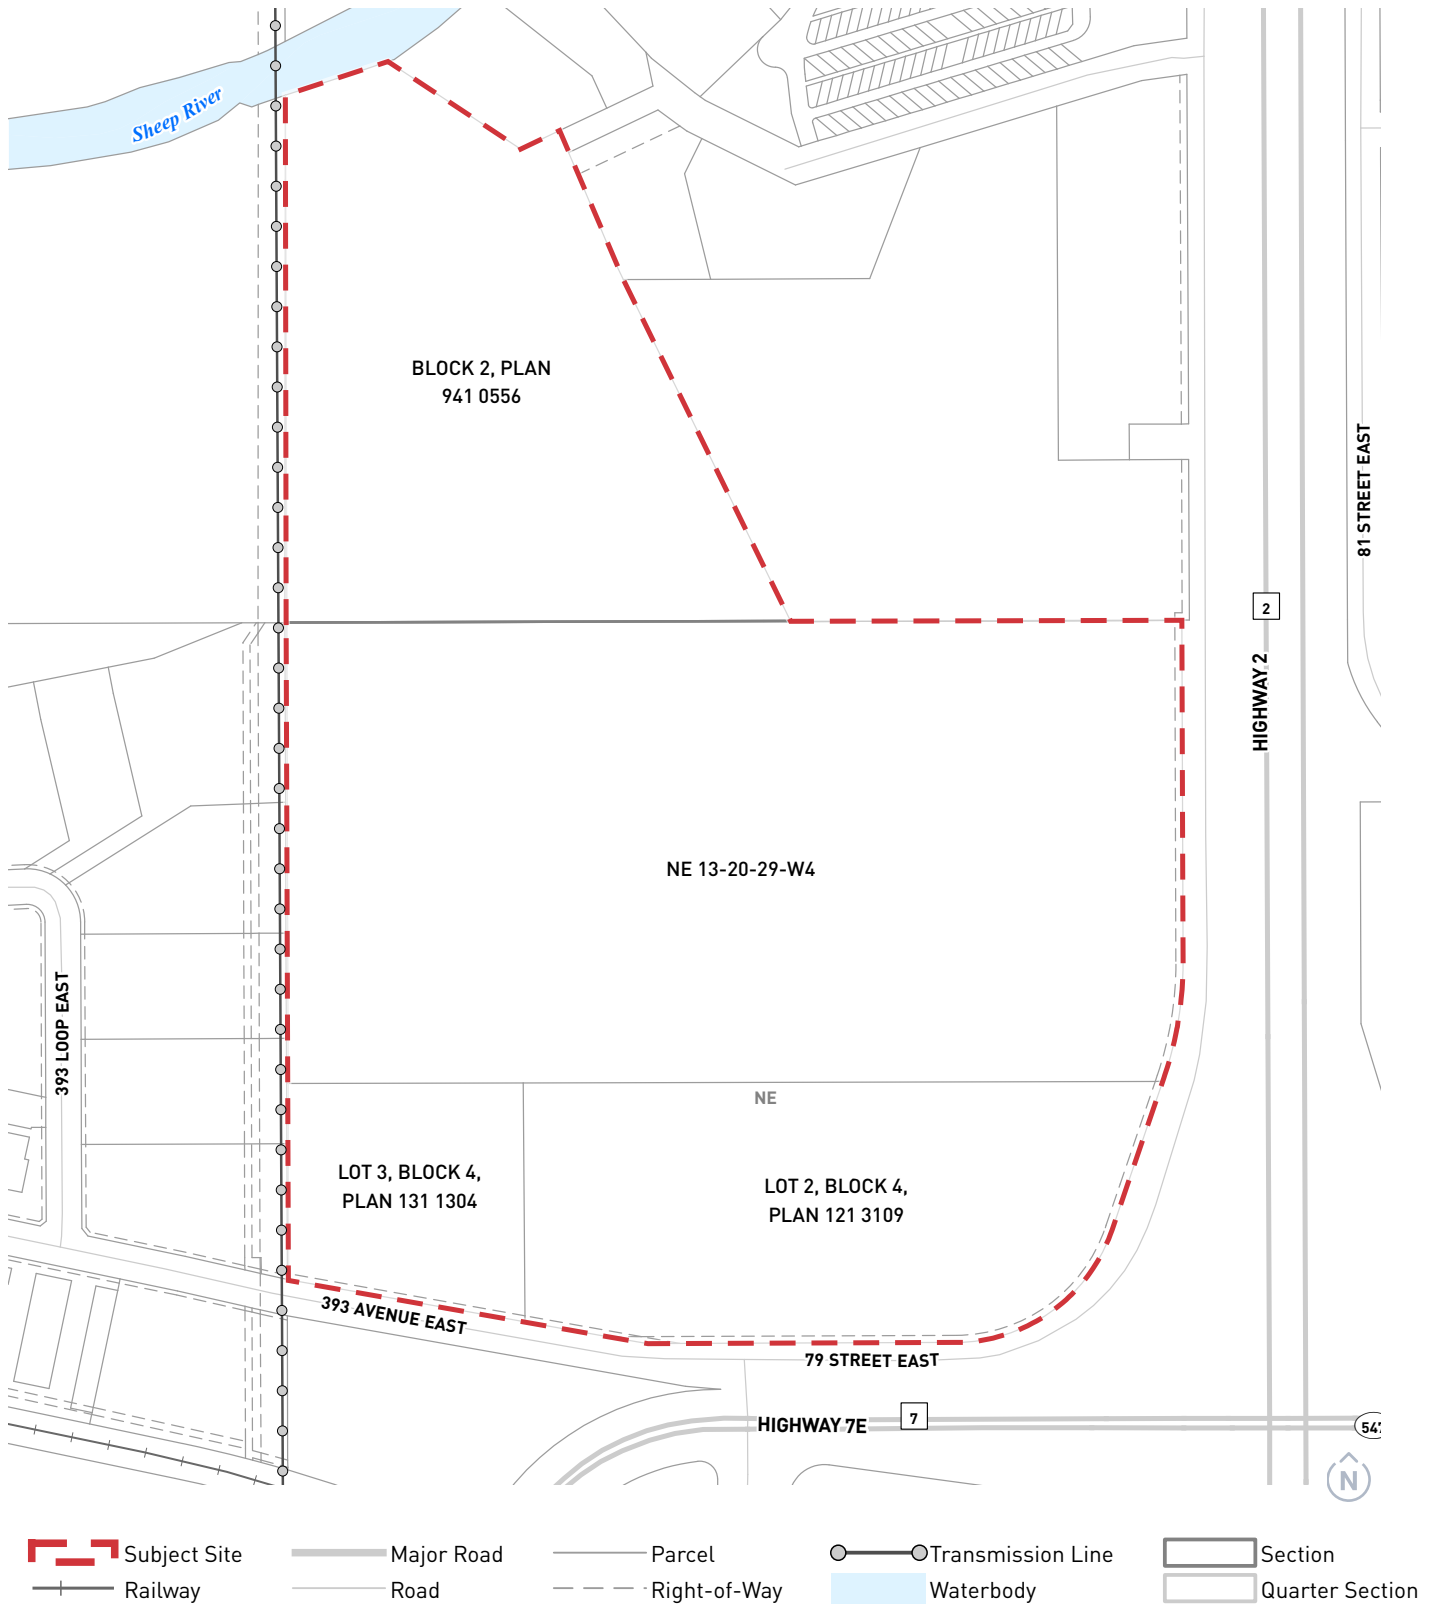 Sheep River
BLOCK 2, PLAN
941 0556
81 STREET EAST
2
HIGHWAY 2
NE 13-20-29-W4
393 LOOP EAST
NE
LOT 3, BLOCK 4,
PLAN 131 1304
LOT 2, BLOCK 4,
PLAN 121 3109
393 AVENUE EAST
79 STREET EAST
HIGHWAY 7E
7
547
N
Subject Site
Major Road
Parcel
Transmission Line
Section
Railway
Road
Right-of-Way
Waterbody
Quarter Section